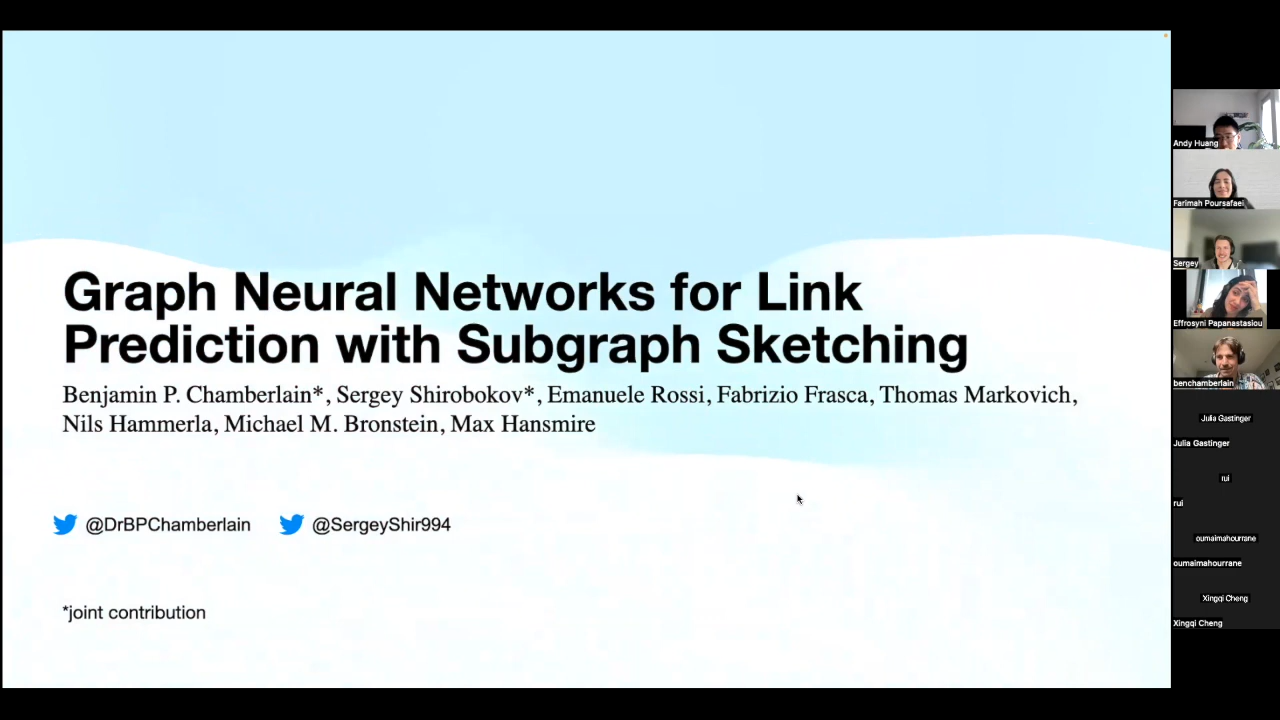 Graph Neural Networks for Link
Prediction with Subgraph Sketching
Benjamin P. Chamberlain*, Sergey Shirobokov*, Emanuele Rossi, Fabrizio Frasca, Thomas Markovich,
Nils Hammerla, Michael M. Bronstein, Max Hansmire
@DrBPChamberlain @SergeyShir994
*joint contribution
Andy Huang
Farimah Poursafaei
Sergey
Effrosyni Papanastasiou
benchamberlain
Julia Gastinger
Julia Gastinger
rui
rui
oumaimahourrane
oumaimahourrane
Xingqi Cheng
Xingqi Cheng